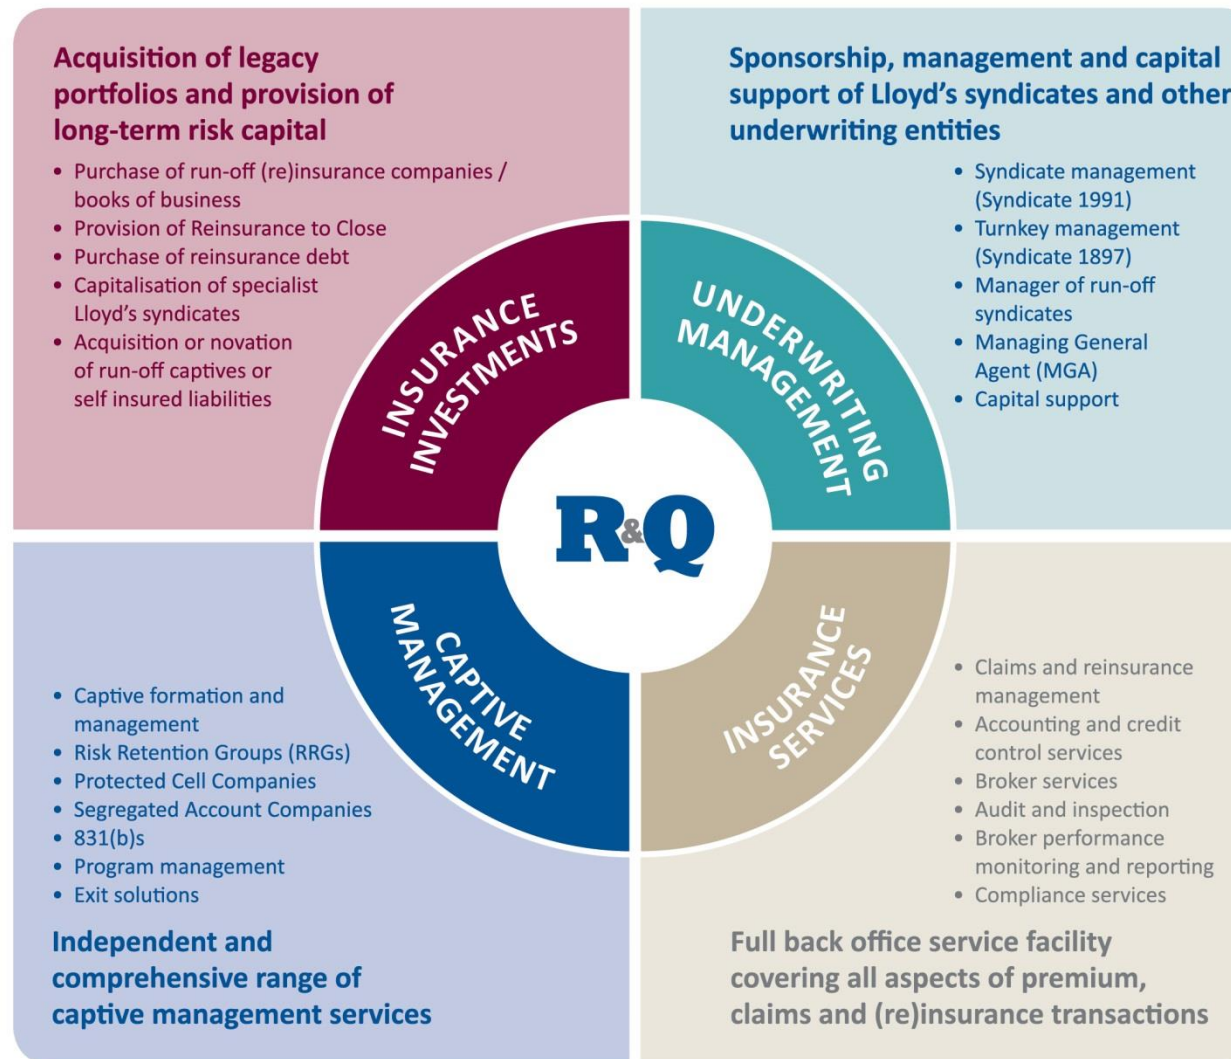 Acquisition of legacy
portfolios and provision of
long-term risk capital
• Purchase of run-off (re)insurance companies /
books of business
• Provision of Reinsurance to Close
• Purchase of reinsurance debt
• Capitalisation of specialist
Lloyd's syndicates
• Acquisition or novation
of run-off captives or
self insured liabilities
INSURANCE
INVESTMENTS
Sponsorship, management and capital
support of Lloyd's syndicates and other
underwriting entities
• Syndicate management
(Syndicate 1991)
• Turnkey management
(Syndicate 1897)
• Manager of run-off
syndicates
• Managing General
Agent (MGA)
• Capital support
UNDERWRITING
MANAGEMENT
R&Q
CAPTIVE
MANAGEMENT
• Captive formation and
management
• Risk Retention Groups (RRGs)
• Protected Cell Companies
• Segregated Account Companies
• 831(b)s
• Program management
• Exit solutions
Independent and
comprehensive range of
captive management services
INSURANCE
SERVICES
• Claims and reinsurance
management
• Accounting and credit
control services
• Broker services
• Audit and inspection
• Broker performance
monitoring and reporting
• Compliance services
Full back office service facility
covering all aspects of premium,
claims and (re)insurance transactions